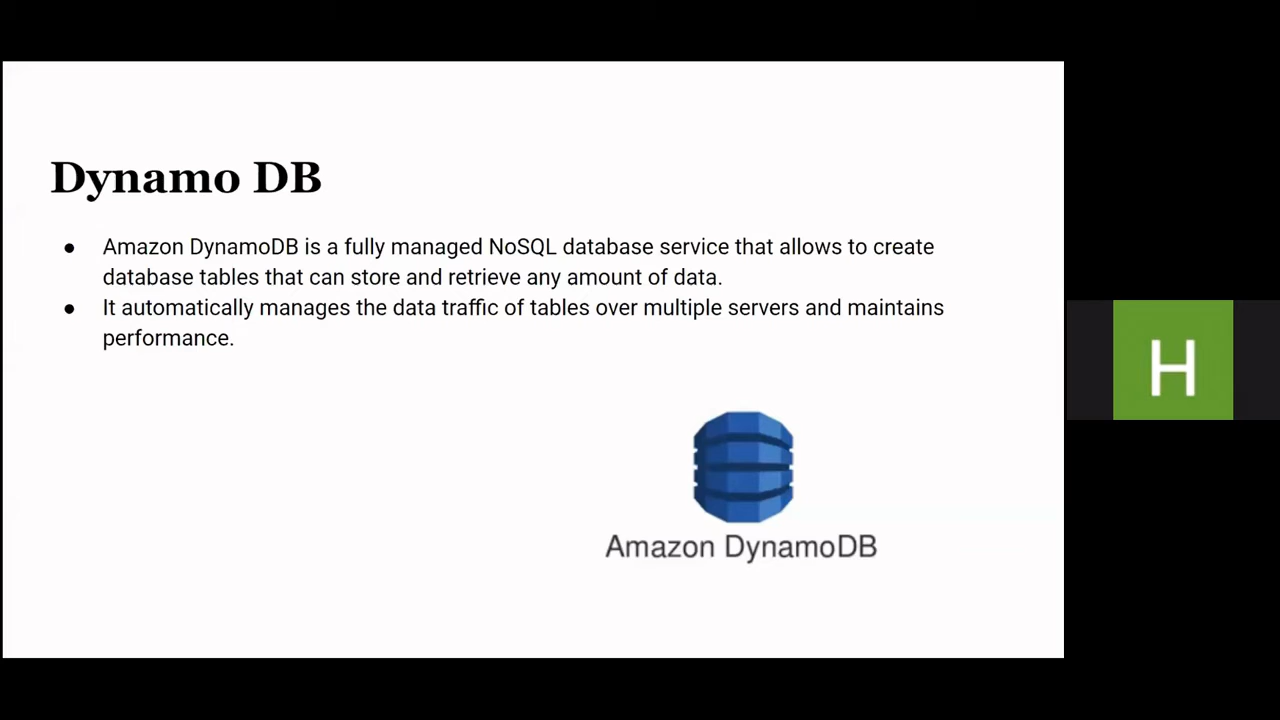 Dynamo DB
● Amazon DynamoDB is a fully managed NoSQL database service that allows to create
database tables that can store and retrieve any amount of data.
● It automatically manages the data traffic of tables over multiple servers and maintains
performance.
H
Amazon DynamoDB